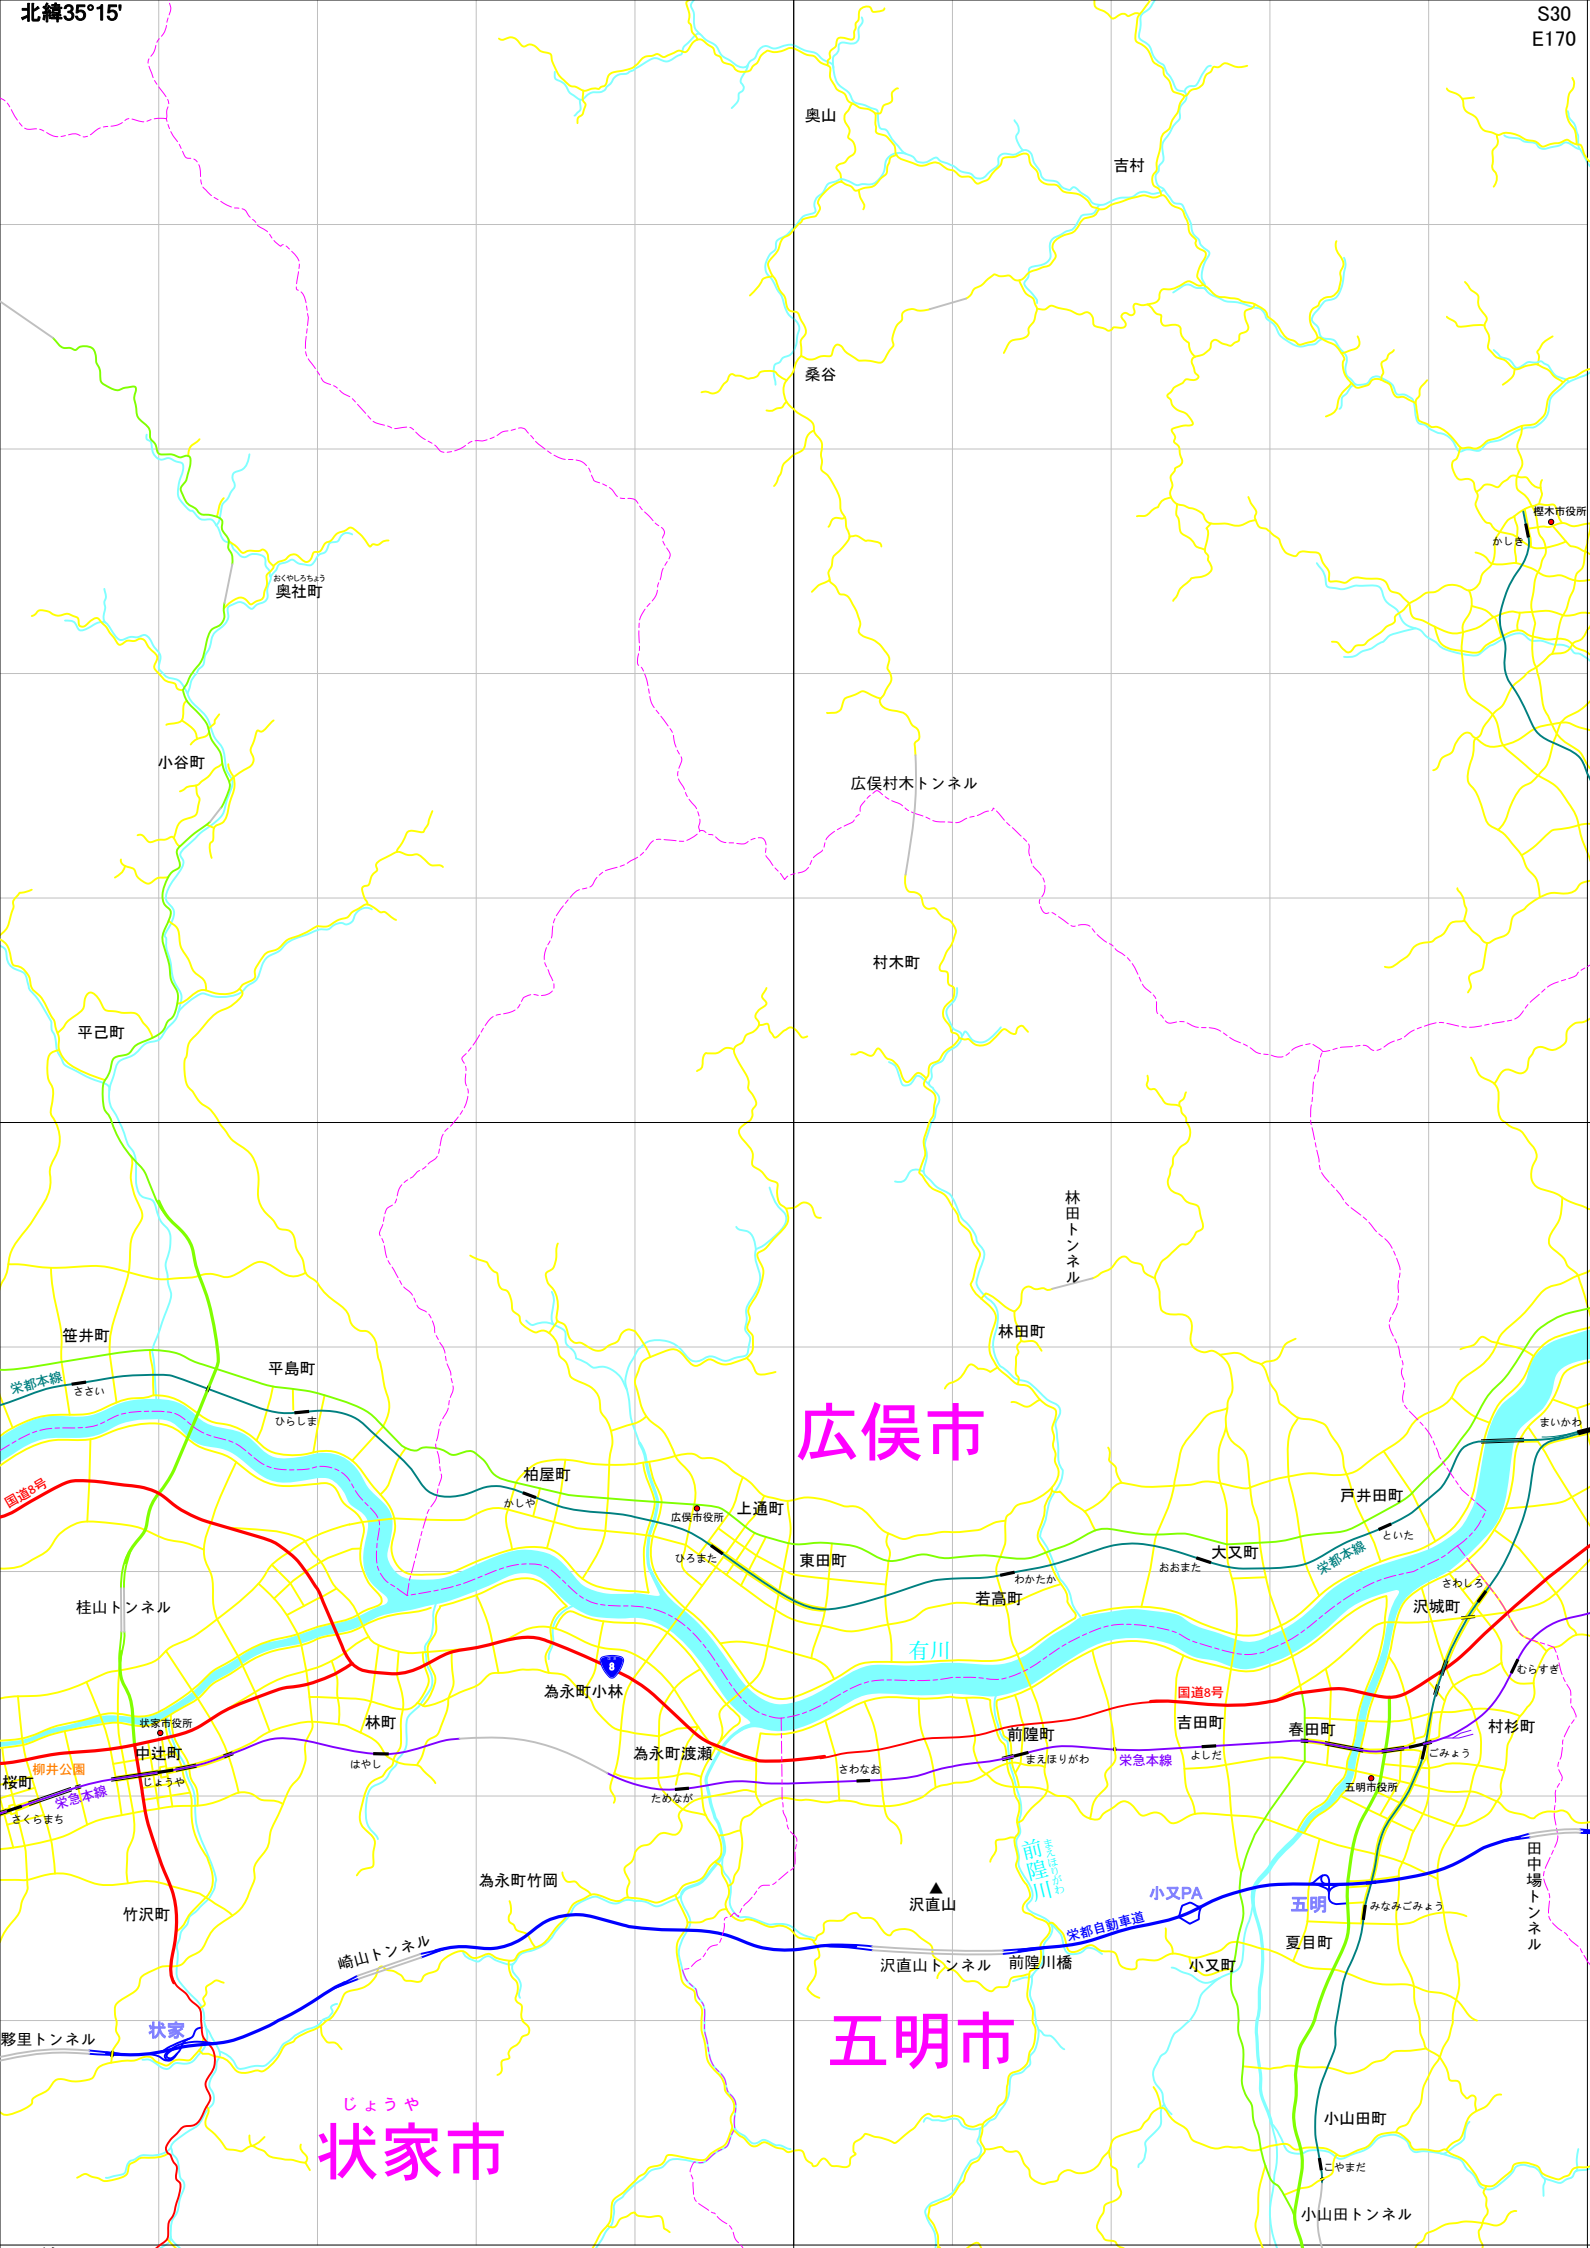 北緯35°15'
S30
E170
奥山
吉村
桑谷
樫木市役所
かしき
おくやしろちょう
奥社町
小谷町
広俣村木トンネル
村木町
平己町
林田トンネル
笹井町
林田町
平島町
栄都本線
ささい
ひらしま
広俣市
まいかわ
国道8号
柏屋町
かしや
上通町
広俣市役所
ひろまた
戸井田町
といた
東田町
大又町
おおまた
栄都本線
わかたか
若高町
さわしろ
沢城町
桂山トンネル
有川
8
為永町小林
むらすぎ
国道8号
状家市役所
林町
吉田町
春田町
村杉町
前隍町
中辻町
為永町渡瀬
まえほりがわ
栄急本線
よしだ
ごみょう
柳井公園
はやし
さわなお
桜町
じょうや
ためなが
五明市役所
栄急本線
さくらまち
前隍川
まえほりがわ
田中場トンネル
為永町竹岡
沢直山
小又PA
五明
みなみごみょう
竹沢町
栄都自動車道
夏目町
崎山トンネル
沢直山トンネル
前隍川橋
小又町
状家
夥里トンネル
五明市
じょうや
状家市
小山田町
こやまだ
小山田トンネル